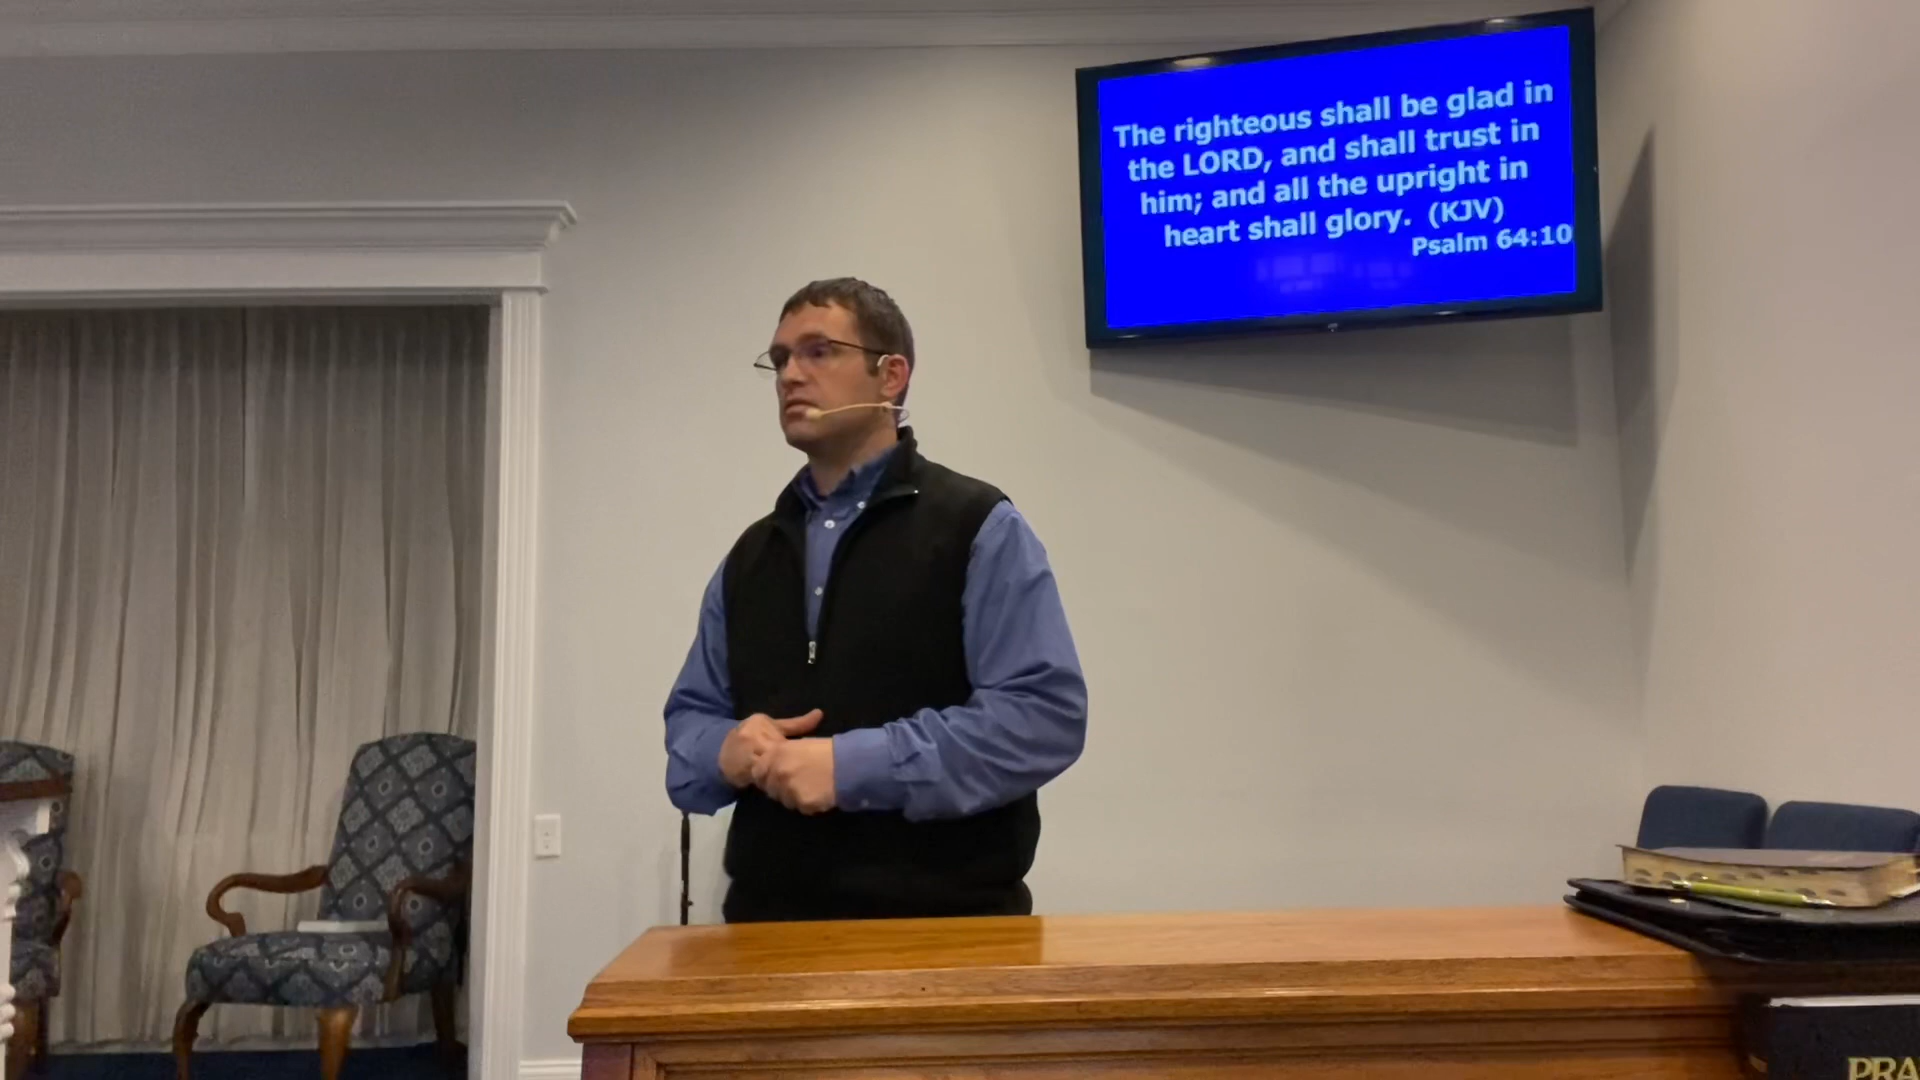 The righteous shall be glad in
the LORD, and shall trust in
him; and all the upright in
heart shall glory. (KJV)
Psalm 64:10
PRA